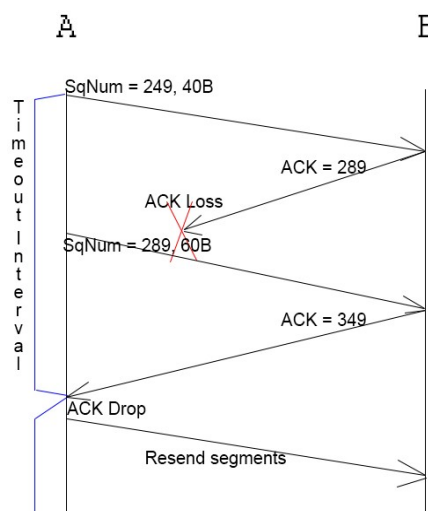 A
B
SqNum = 249, 40B
Timeout Interval
ACK = 289
ACK Loss
SqNum = 289, 60B
ACK = 349
ACK Drop
Resend segments